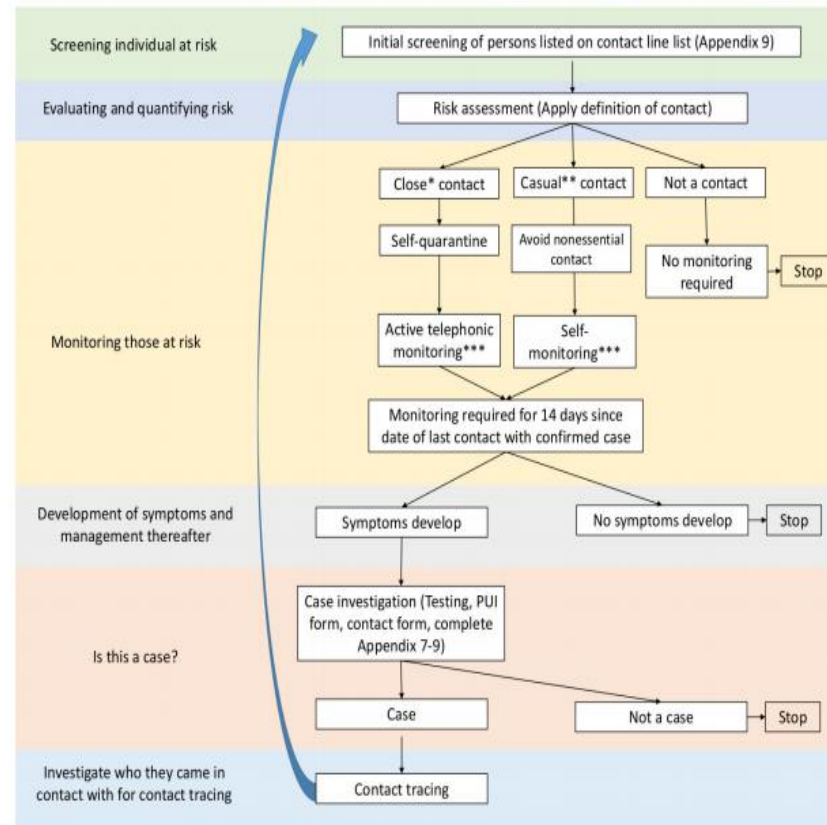 Screening individual at risk
Initial screening of persons listed on contact line list (Appendix 9)
Evaluating and quantifying risk
Risk assessment (Apply definition of contact)
Monitoring those at risk
Close* contact
Casual** contact
Not a contact
Self-quarantine
Avoid nonessential
contact
No monitoring
required
Stop
Active telephonic
monitoring***
Self-
monitoring***
Monitoring required for 14 days since
date of last contact with confirmed case
Development of symptoms and
management thereafter
Symptoms develop
No symptoms develop
Stop
Is this a case?
Case investigation (Testing, PUI
form, contact form, complete
Appendix 7-9)
Case
Not a case
Stop
Investigate who they came in
contact with for contact tracing
Contact tracing